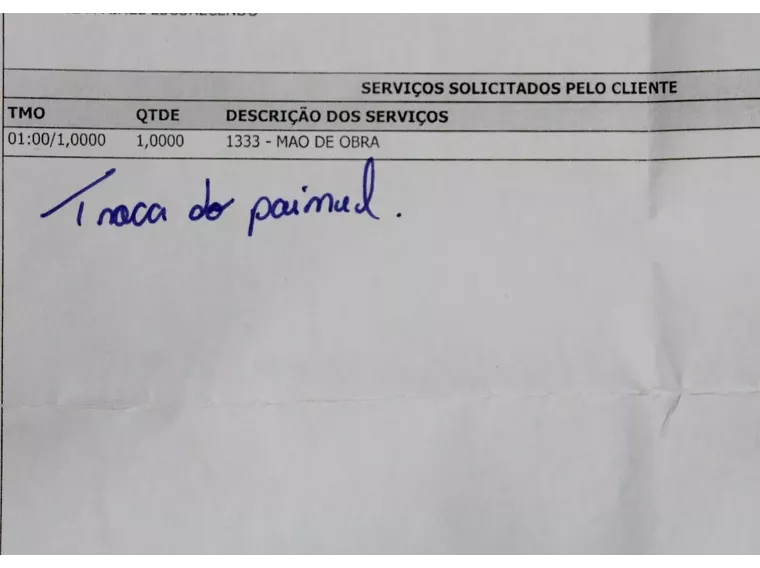 SERVIÇOS SOLICITADOS PELO CLIENTE
TMO QTDE DESCRIÇÃO DOS SERVIÇOS
01:00/1,0000 1,0000 1333 - MAO DE OBRA
Troca do painel.